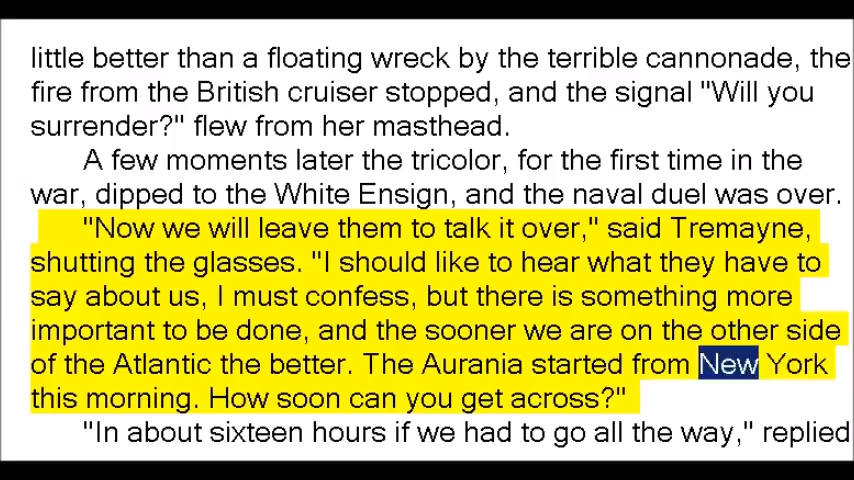 little better than a floating wreck by the terrible cannonade, the
fire from the British cruiser stopped, and the signal "Will you
surrender?" flew from her masthead.
A few moments later the tricolor, for the first time in the
war, dipped to the White Ensign, and the naval duel was over.
"Now we will leave them to talk it over," said Tremayne,
shutting the glasses. "I should like to hear what they have to
say about us, I must confess, but there is something more
important to be done, and the sooner we are on the other side
of the Atlantic the better. The Aurania started from New York
this morning. How soon can you get across?"
"In about sixteen hours if we had to go all the way," replied